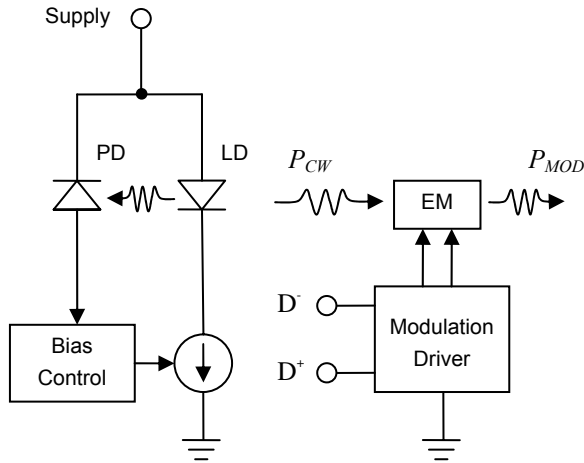 Supply
PD
LD
P_CW
P_MOD
EM
D⁻
D⁺
Modulation
Driver
Bias
Control